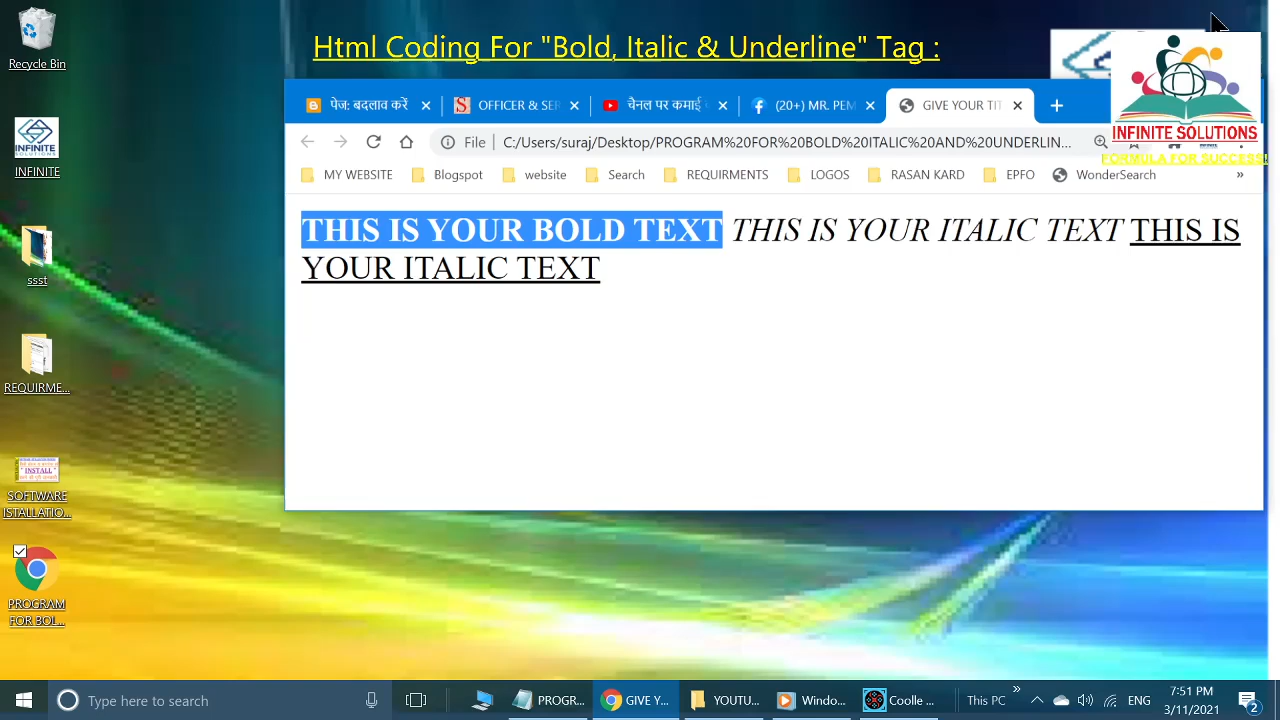 Html Coding For "Bold, Italic & Underline" Tag :
Recycle Bin
INFINITE
ssst
REQUIRME...
SOFTWARE
ISTALLATIO...
PROGRAM
FOR BOL...
INFINITE SOLUTIONS
FORMULA FOR SUCCESS!
पेज: बदलाव करें
OFFICER & SER
चैनल पर कमाई
(20+) MR. PEM
GIVE YOUR TIT
File
C:/Users/suraj/Desktop/PROGRAM%20FOR%20BOLD%20ITALIC%20AND%20UNDERLIN...
MY WEBSITE
Blogspot
website
Search
REQUIRMENTS
LOGOS
RASAN KARD
EPFO
WonderSearch
»
THIS IS YOUR BOLD TEXT THIS IS YOUR ITALIC TEXT THIS IS
YOUR ITALIC TEXT
Type here to search
PROGR...
GIVE Y...
YOUTU...
Windo...
Coolle ...
This PC
»
ENG
7:51 PM
3/11/2021
2